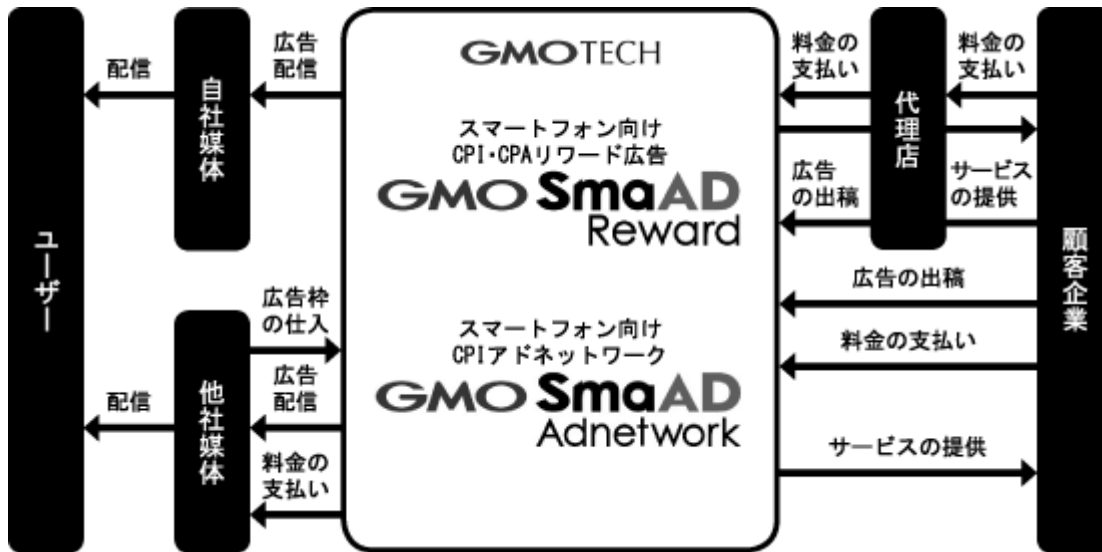 ユーザー
配信
自社媒体
広告
配信
配信
他社媒体
広告枠
の仕入
広告
配信
料金の
支払い
GMOTECH
スマートフォン向け
CPI・CPAリワード広告
GMO SmaAD
Reward
スマートフォン向け
CPIアドネットワーク
GMO SmaAD
Adnetwork
料金の
支払い
広告
の出稿
代理店
料金の
支払い
サービス
の提供
広告の出稿
料金の支払い
サービスの提供
顧客企業